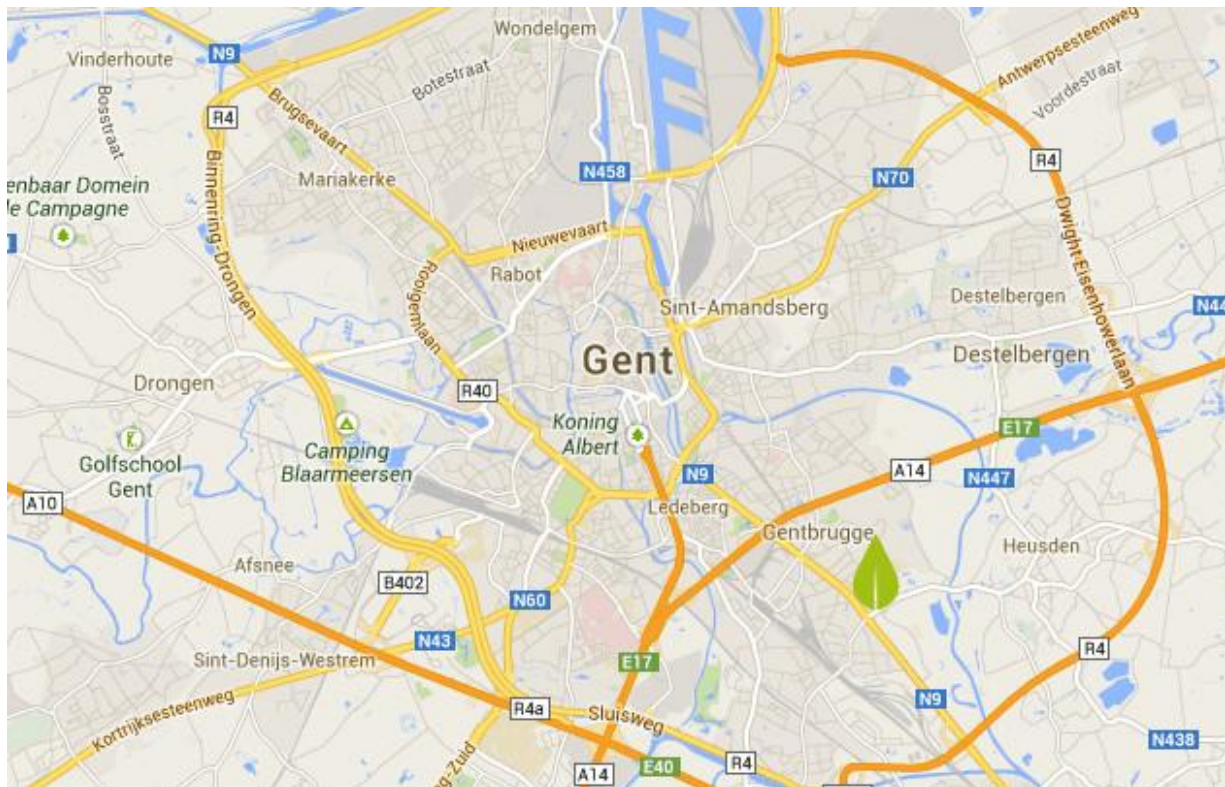 Wondelgem
N9
Vinderhoute
Antwerpsesteenweg
Botestraat
Voordestraat
Bosstraat
R4
Brugsevaart
R4
N458
N70
Mariakerke
enbaar Domein
de Campagne
Binnenring-Drongen
Dwight Eisenhowerlaan
Nieuwevaart
Rabot
Rooigemlaan
Destelbergen
N44
Sint-Amandsberg
Gent
Destelbergen
Drongen
R40
Koning
Albert
E17
Camping
Blaarmeersen
Golfschool
Gent
N9
A14
N447
A10
Ledeberg
Gentbrugge
Heusden
Afsnee
B402
N60
N43
R4
Sint-Denijs-Westrem
E17
N9
Kortrijksesteenweg
R4a
Sluisweg
N438
g-Zuid
A14
E40
R4